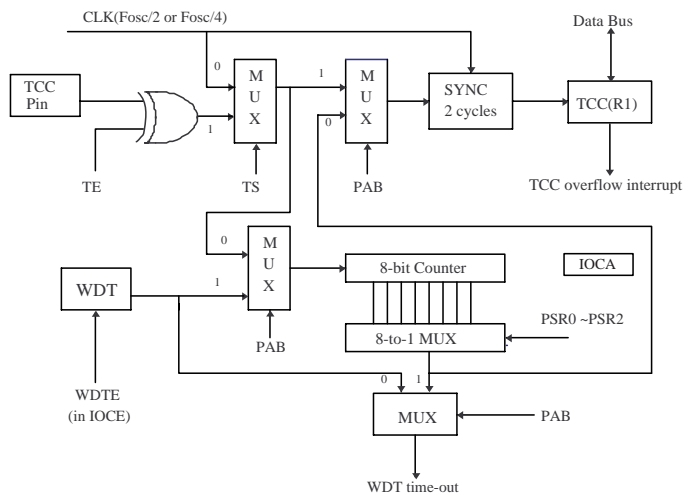 CLK(Fosc/2 or Fosc/4)
Data Bus
TCC
Pin
0
1
M
U
X
1
0
M
U
X
SYNC
2 cycles
TCC(R1)
TE
TS
PAB
TCC overflow interrupt
0
1
M
U
X
WDT
8-bit Counter
IOCA
PAB
8-to-1 MUX
PSR0 ~PSR2
WDTE
(in IOCE)
0
1
MUX
PAB
WDT time-out